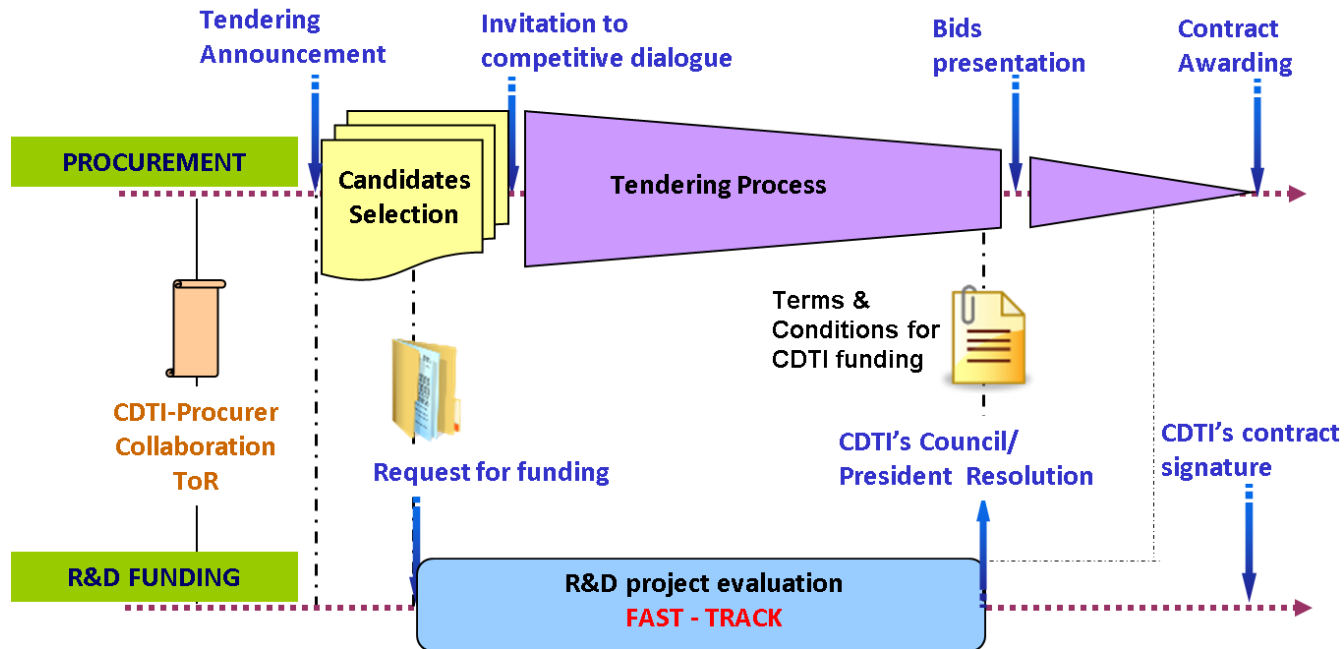 Tendering
Announcement
Invitation to
competitive dialogue
Bids
presentation
Contract
Awarding
PROCUREMENT
Candidates
Selection
Tendering Process
Terms &
Conditions for
CDTI funding
CDTI-Procurer
Collaboration
ToR
Request for funding
CDTI's Council/
President Resolution
CDTI's contract
signature
R&D FUNDING
R&D project evaluation
FAST - TRACK